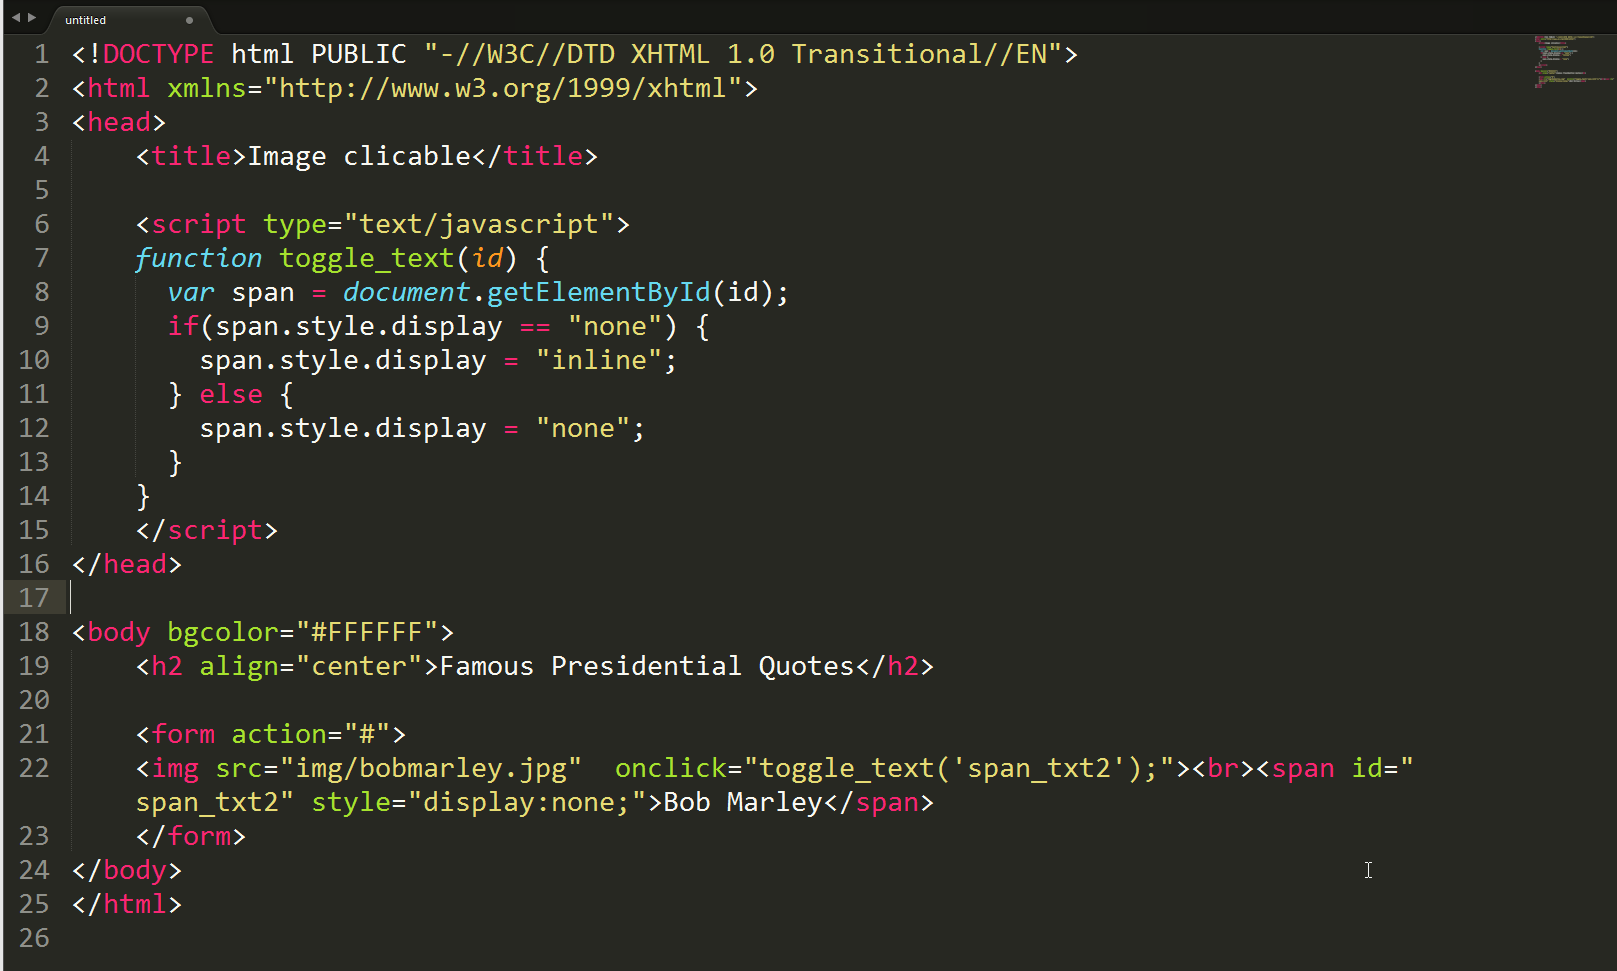 untitled
1 <!DOCTYPE html PUBLIC "-//W3C//DTD XHTML 1.0 Transitional//EN">
2 <html xmlns="http://www.w3.org/1999/xhtml">
3 <head>
4     <title>Image clicable</title>
5
6     <script type="text/javascript">
7     function toggle_text(id) {
8       var span = document.getElementById(id);
9       if(span.style.display == "none") {
10         span.style.display = "inline";
11       } else {
12         span.style.display = "none";
13       }
14     }
15     </script>
16 </head>
17
18 <body bgcolor="#FFFFFF">
19     <h2 align="center">Famous Presidential Quotes</h2>
20
21     <form action="#">
22     <img src="img/bobmarley.jpg"  onclick="toggle_text('span_txt2');"><br><span id="
    span_txt2" style="display:none;">Bob Marley</span>
23     </form>
24 </body>
25 </html>
26